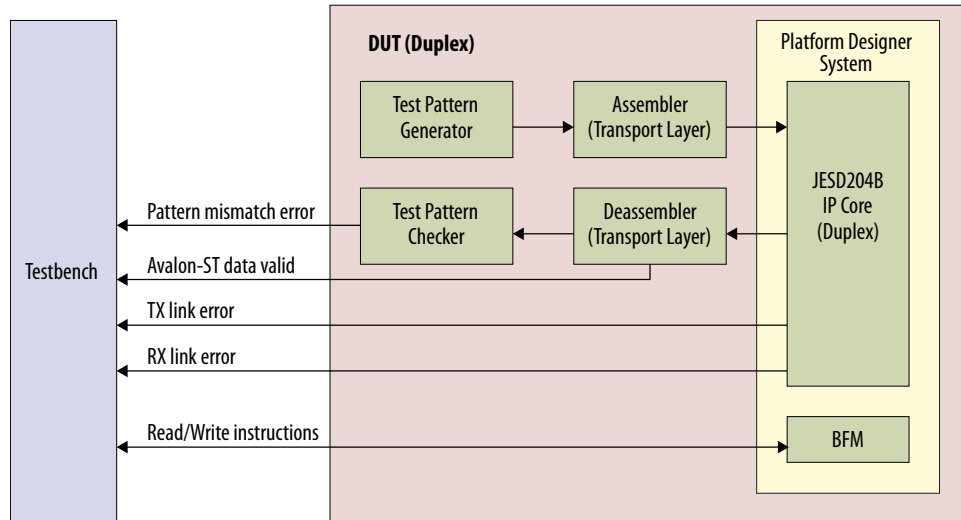 DUT (Duplex)
Platform Designer
System
Test Pattern
Generator
Assembler
(Transport Layer)
JESD204B
IP Core
(Duplex)
Pattern mismatch error
Test Pattern
Checker
Deassembler
(Transport Layer)
Testbench
Avalon-ST data valid
TX link error
RX link error
Read/Write instructions
BFM